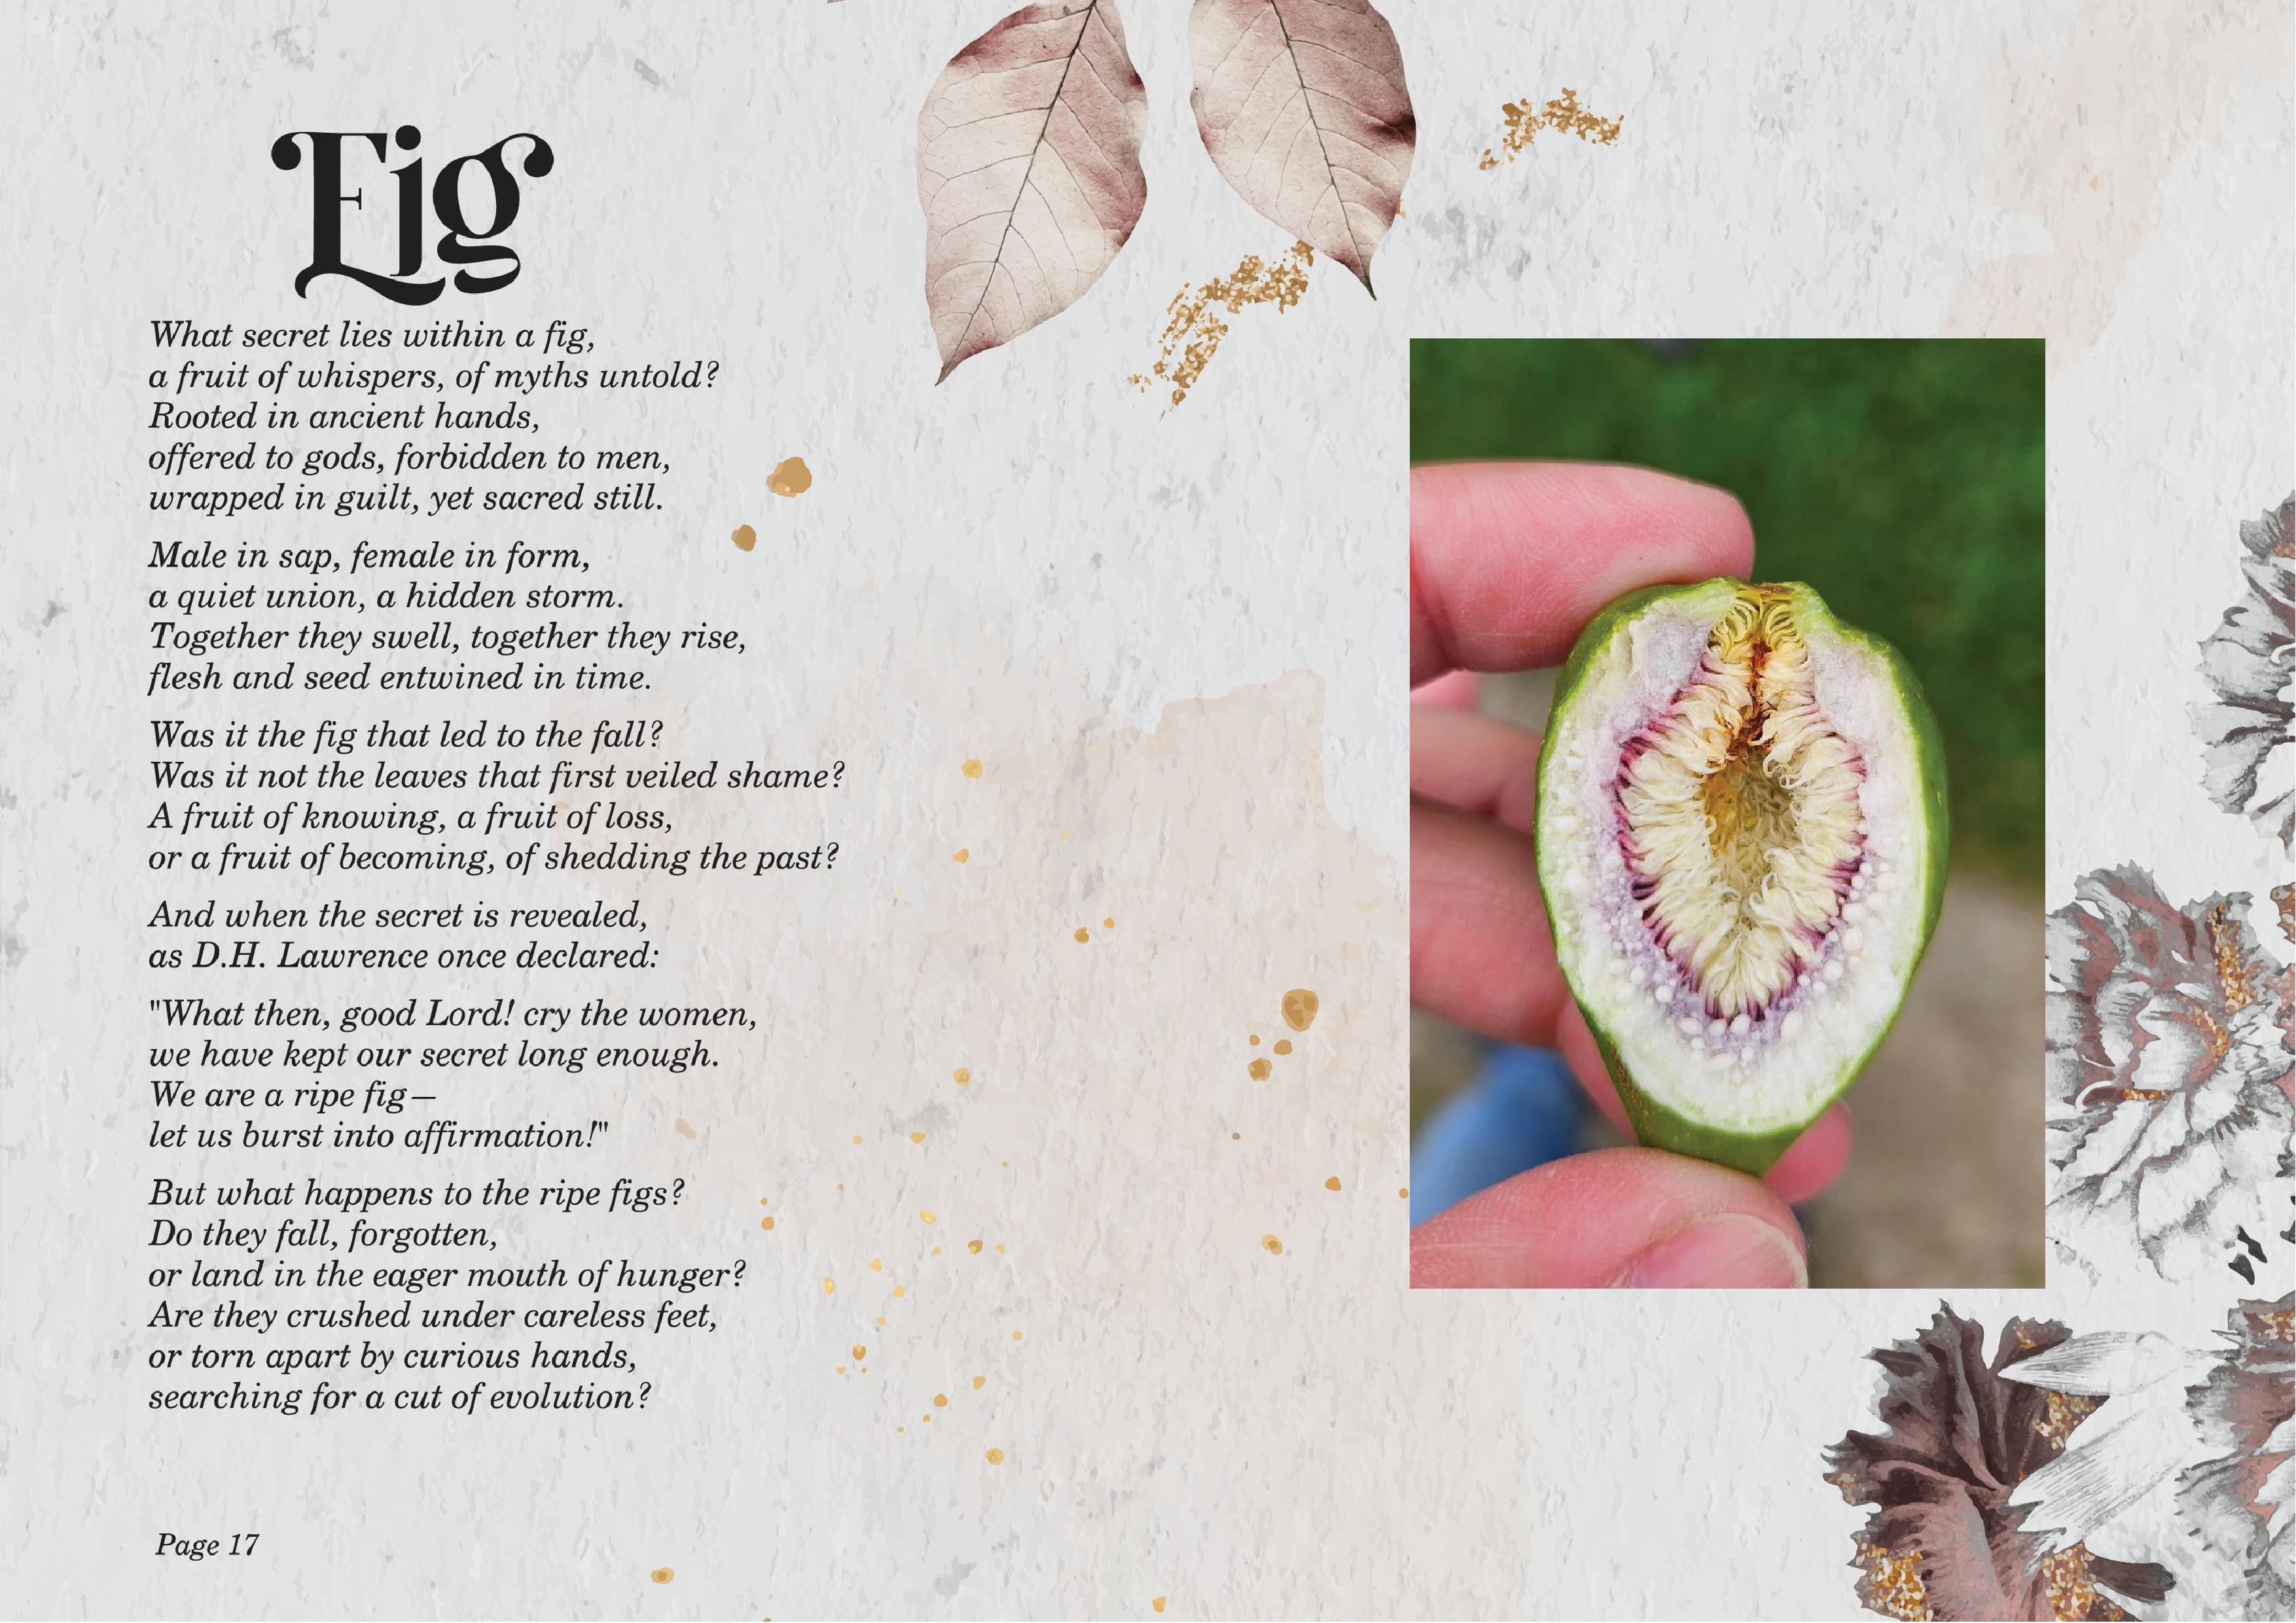 Fig
What secret lies within a fig,
a fruit of whispers, of myths untold?
Rooted in ancient hands,
offered to gods, forbidden to men,
wrapped in guilt, yet sacred still.
Male in sap, female in form,
a quiet union, a hidden storm.
Together they swell, together they rise,
flesh and seed entwined in time.
Was it the fig that led to the fall?
Was it not the leaves that first veiled shame?
A fruit of knowing, a fruit of loss,
or a fruit of becoming, of shedding the past?
And when the secret is revealed,
as D.H. Lawrence once declared:
"What then, good Lord! cry the women,
we have kept our secret long enough.
We are a ripe fig—
let us burst into affirmation!"
But what happens to the ripe figs?
Do they fall, forgotten,
or land in the eager mouth of hunger?
Are they crushed under careless feet,
or torn apart by curious hands,
searching for a cut of evolution?
Page 17